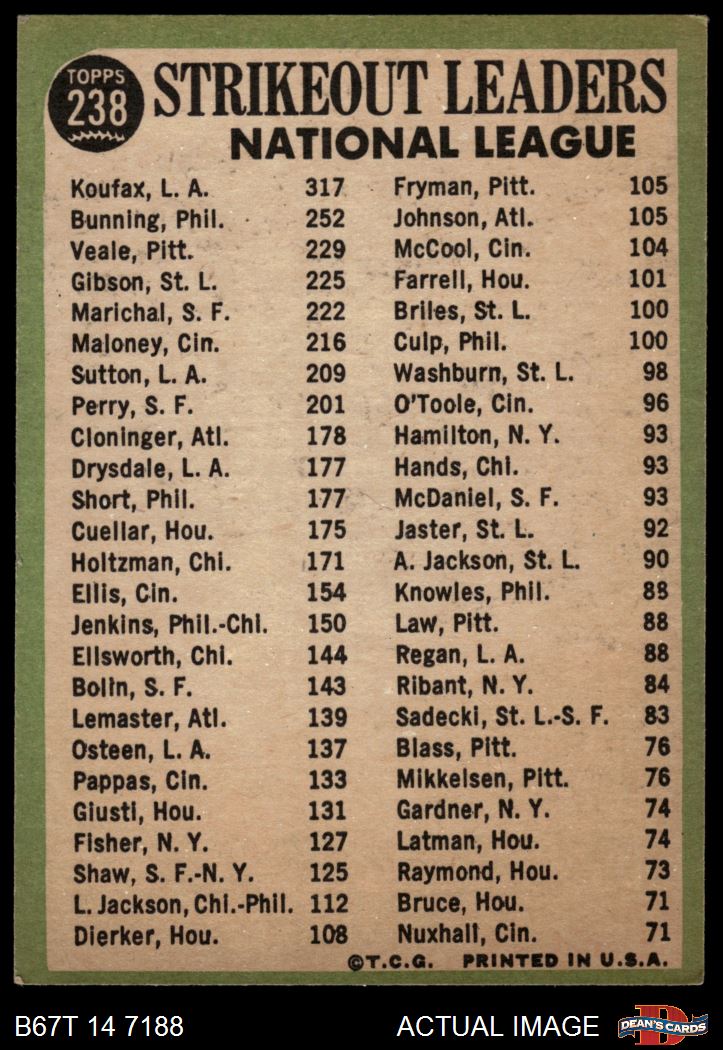 TOPPS
238
STRIKEOUT LEADERS
NATIONAL LEAGUE
Koufax, L. A. 317
Bunning, Phil. 252
Veale, Pitt. 229
Gibson, St. L. 225
Marichal, S. F. 222
Maloney, Cin. 216
Sutton, L. A. 209
Perry, S. F. 201
Cloninger, Atl. 178
Drysdale, L. A. 177
Short, Phil. 177
Cuellar, Hou. 175
Holtzman, Chi. 171
Ellis, Cin. 154
Jenkins, Phil.-Chi. 150
Ellsworth, Chi. 144
Bolin, S. F. 143
Lemaster, Atl. 139
Osteen, L. A. 137
Pappas, Cin. 133
Giusti, Hou. 131
Fisher, N. Y. 127
Shaw, S. F.-N. Y. 125
L. Jackson, Chi.-Phil. 112
Dierker, Hou. 108
Fryman, Pitt. 105
Johnson, Atl. 105
McCool, Cin. 104
Farrell, Hou. 101
Briles, St. L. 100
Culp, Phil. 100
Washburn, St. L. 98
O'Toole, Cin. 96
Hamilton, N. Y. 93
Hands, Chi. 93
McDaniel, S. F. 93
Jaster, St. L. 92
A. Jackson, St. L. 90
Knowles, Phil. 88
Law, Pitt. 88
Regan, L. A. 88
Ribant, N. Y. 84
Sadecki, St. L.-S. F. 83
Blass, Pitt. 76
Mikkelsen, Pitt. 76
Gardner, N. Y. 74
Latman, Hou. 74
Raymond, Hou. 73
Bruce, Hou. 71
Nuxhall, Cin. 71
©T.C.G. PRINTED IN U.S.A.
B67T 14 7188 ACTUAL IMAGE
D
DEAN'S CARDS